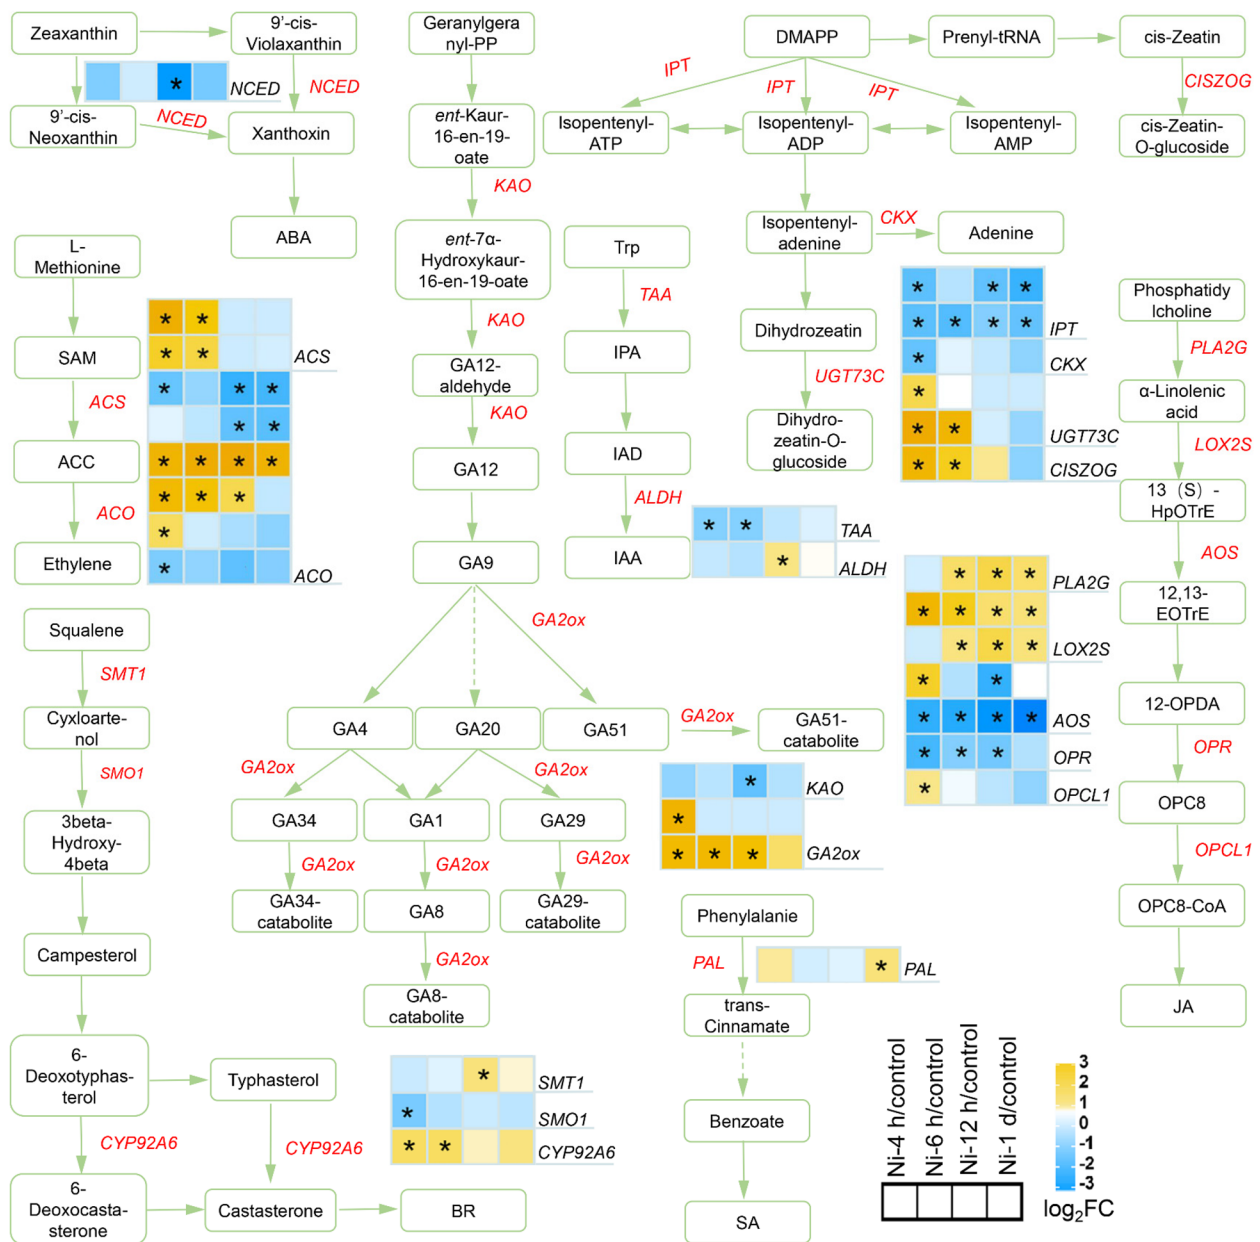 Zeaxanthin
9’-cis-
Violaxanthin
NCED
NCED
9’-cis-
Neoxanthin
NCED
Xanthoxin
ABA
L-
Methionine
SAM
ACS
ACC
ACO
Ethylene
ACS
ACO
Squalene
SMT1
Cyxloarte-
nol
SMO1
3beta-
Hydroxy-
4beta
Campesterol
6-
Deoxotyphas-
terol
Typhasterol
CYP92A6
CYP92A6
6-
Deoxocasta-
sterone
Castasterone
BR
SMT1
SMO1
CYP92A6
Geranylgera
nyl-PP
ent-Kaur-
16-en-19-
oate
KAO
ent-7α-
Hydroxykaur-
16-en-19-oate
KAO
GA12-
aldehyde
KAO
GA12
GA9
GA2ox
GA4
GA20
GA51
GA2ox
GA51-
catabolite
GA2ox
GA2ox
GA34
GA1
GA29
GA2ox
GA2ox
GA2ox
GA34-
catabolite
GA8
GA29-
catabolite
GA2ox
GA8-
catabolite
KAO
GA2ox
Trp
TAA
IPA
IAD
ALDH
IAA
TAA
ALDH
DMAPP
Prenyl-tRNA
cis-Zeatin
IPT
IPT
IPT
CISZOG
Isopentenyl-
ATP
Isopentenyl-
ADP
Isopentenyl-
AMP
cis-Zeatin-
O-glucoside
Isopentenyl-
adenine
CKX
Adenine
Dihydrozeatin
UGT73C
Dihydro-
zeatin-O-
glucoside
IPT
CKX
UGT73C
CISZOG
Phosphatidy
lcholine
PLA2G
α-Linolenic
acid
LOX2S
13（S）-
HpOTrE
AOS
12,13-
EOTrE
12-OPDA
OPR
OPC8
OPCL1
OPC8-CoA
JA
PLA2G
LOX2S
AOS
OPR
OPCL1
Phenylalanie
PAL
PAL
trans-
Cinnamate
Benzoate
SA
Ni-4 h/control
Ni-6 h/control
Ni-12 h/control
Ni-1 d/control
3
2
1
0
-1
-2
-3
log₂FC